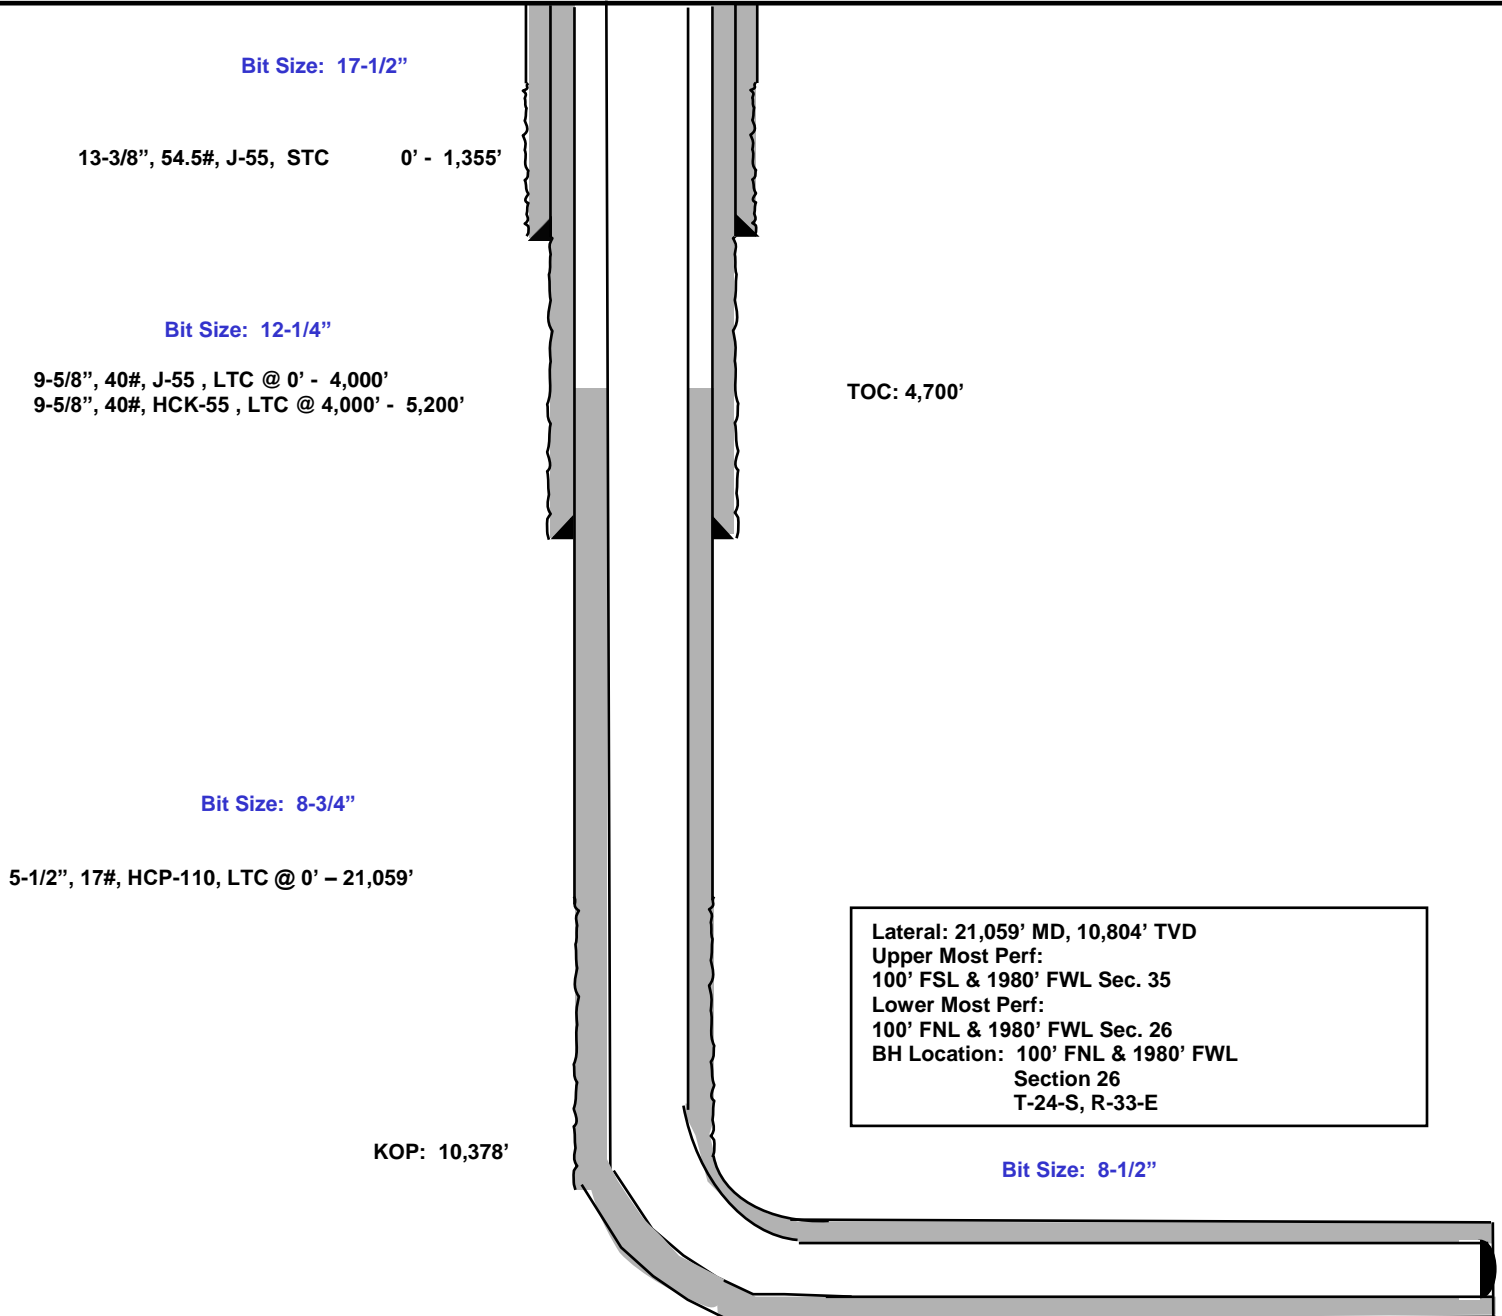 Bit Size: 17-1/2”
13-3/8”, 54.5#, J-55, STC 0’ - 1,355’
Bit Size: 12-1/4”
9-5/8”, 40#, J-55 , LTC @ 0’ - 4,000’
9-5/8”, 40#, HCK-55 , LTC @ 4,000’ - 5,200’
TOC: 4,700’
Bit Size: 8-3/4”
5-1/2”, 17#, HCP-110, LTC @ 0’ – 21,059’
Lateral: 21,059’ MD, 10,804’ TVD
Upper Most Perf:
100’ FSL & 1980’ FWL Sec. 35
Lower Most Perf:
100’ FNL & 1980’ FWL Sec. 26
BH Location: 100’ FNL & 1980’ FWL
Section 26
T-24-S, R-33-E
KOP: 10,378’
Bit Size: 8-1/2”